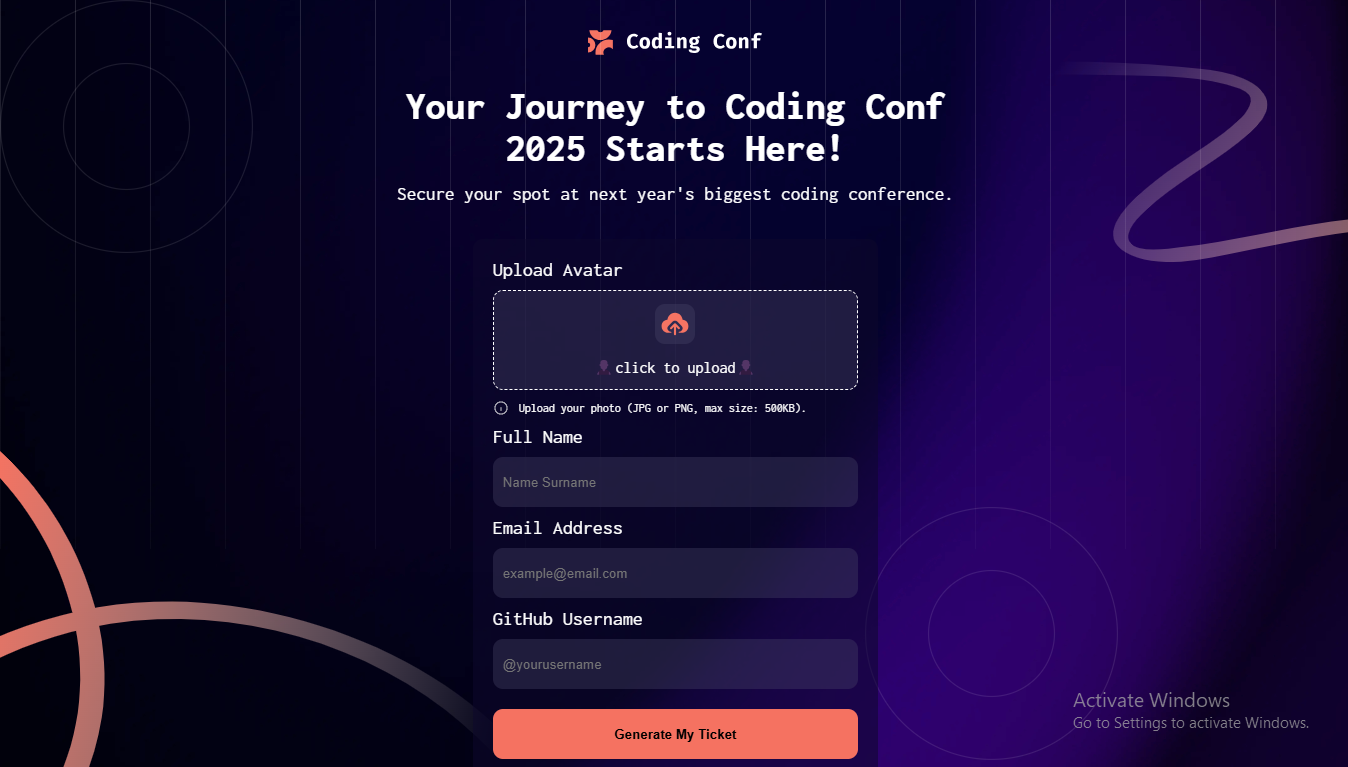 Coding Conf
Your Journey to Coding Conf
2025 Starts Here!
Secure your spot at next year's biggest coding conference.
Upload Avatar
click to upload
Upload your photo (JPG or PNG, max size: 500KB).
Full Name
Name Surname
Email Address
example@email.com
GitHub Username
@yourusername
Generate My Ticket
Activate Windows
Go to Settings to activate Windows.